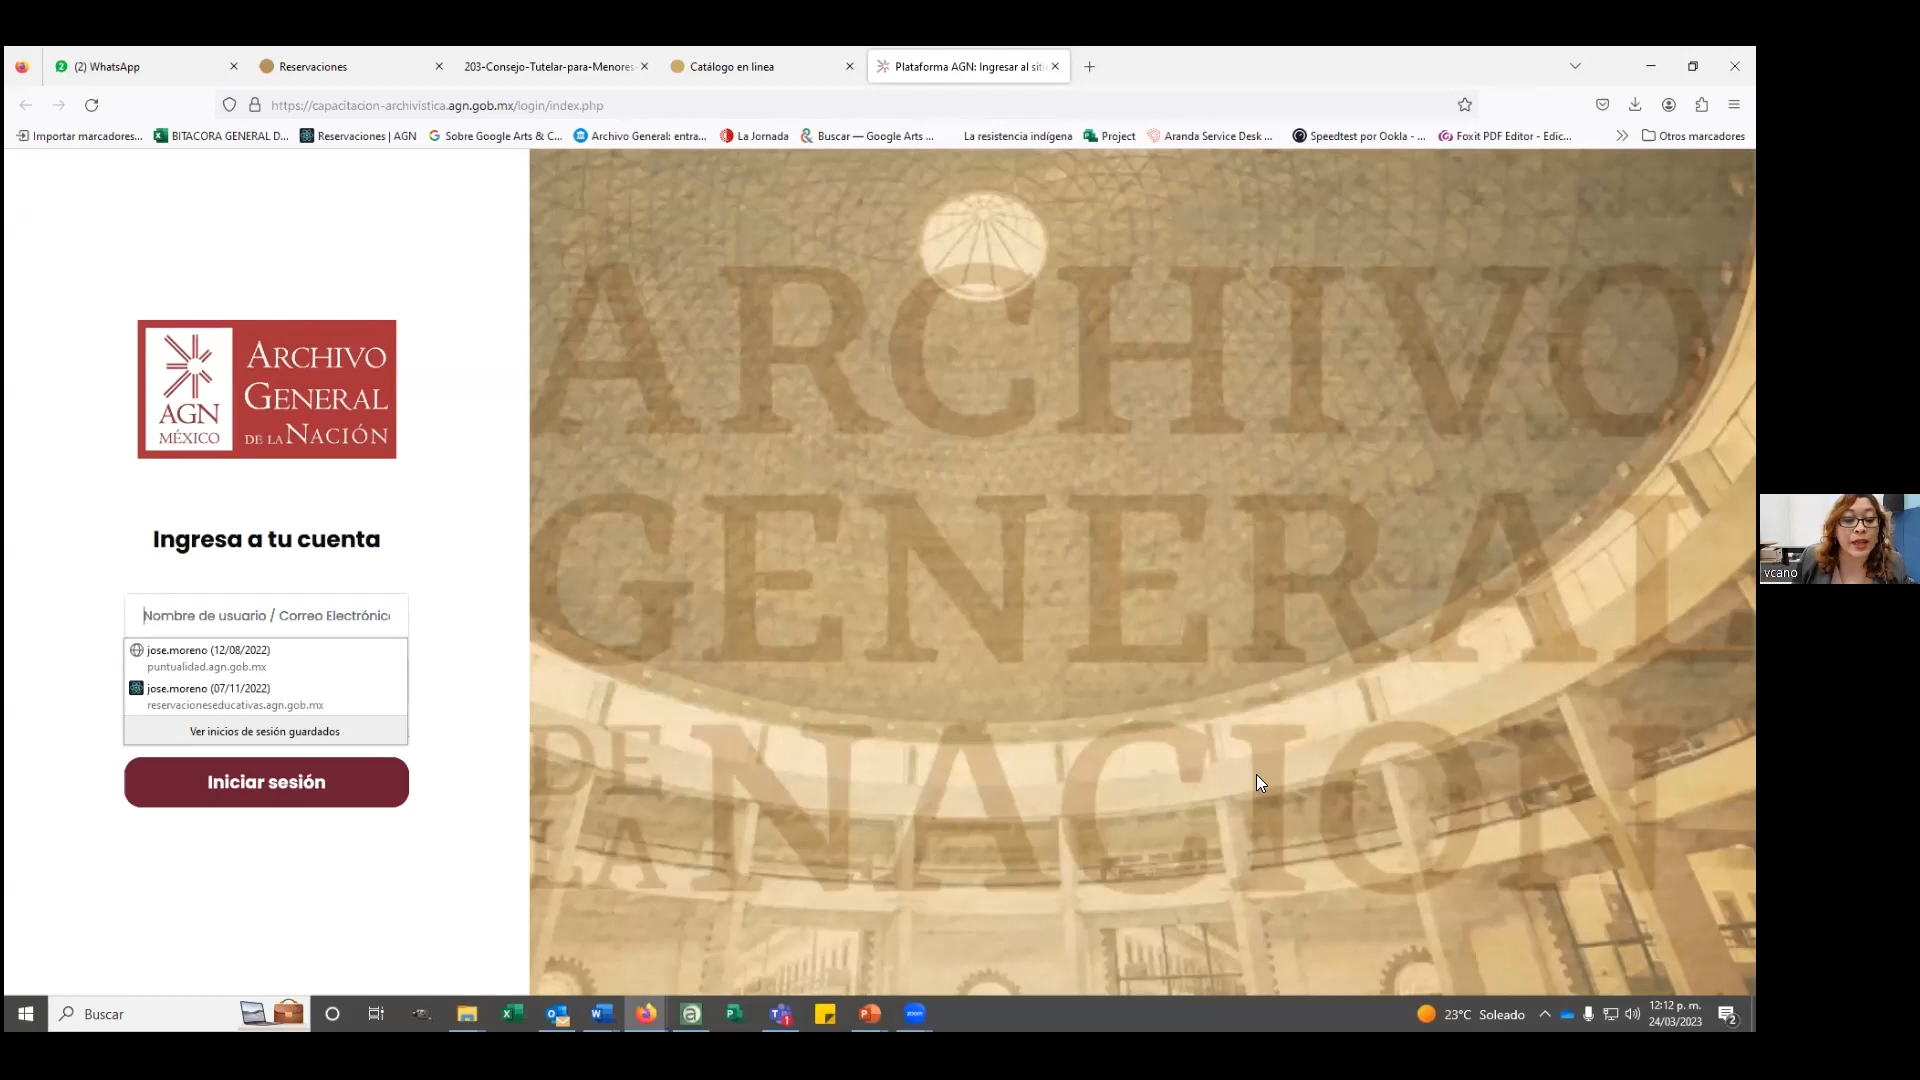 (2) WhatsApp
Reservaciones
203-Consejo-Tutelar-para-Menores-
Catálogo en línea
Plataforma AGN: Ingresar al siti
https://capacitacion-archivistica.agn.gob.mx/login/index.php
Importar marcadores...
BITACORA GENERAL D...
Reservaciones | AGN
Sobre Google Arts & C...
Archivo General: entra...
La Jornada
Buscar — Google Arts ...
La resistencia indígena
Project
Aranda Service Desk ...
Speedtest por Ookla - ...
Foxit PDF Editor - Edic...
Otros marcadores
ARCHIVO
GENERAL
DE LA NACIÓN
AGN
MÉXICO
Ingresa a tu cuenta
Nombre de usuario / Correo Electrónic
jose.moreno (12/08/2022)
puntualidad.agn.gob.mx
jose.moreno (07/11/2022)
reservacioneseducativas.agn.gob.mx
Ver inicios de sesión guardados
Iniciar sesión
ARCHIVO
GENERAL
DE LA NACION
vcano
Buscar
zoom
23°C Soleado
12:12 p. m.
24/03/2023
2